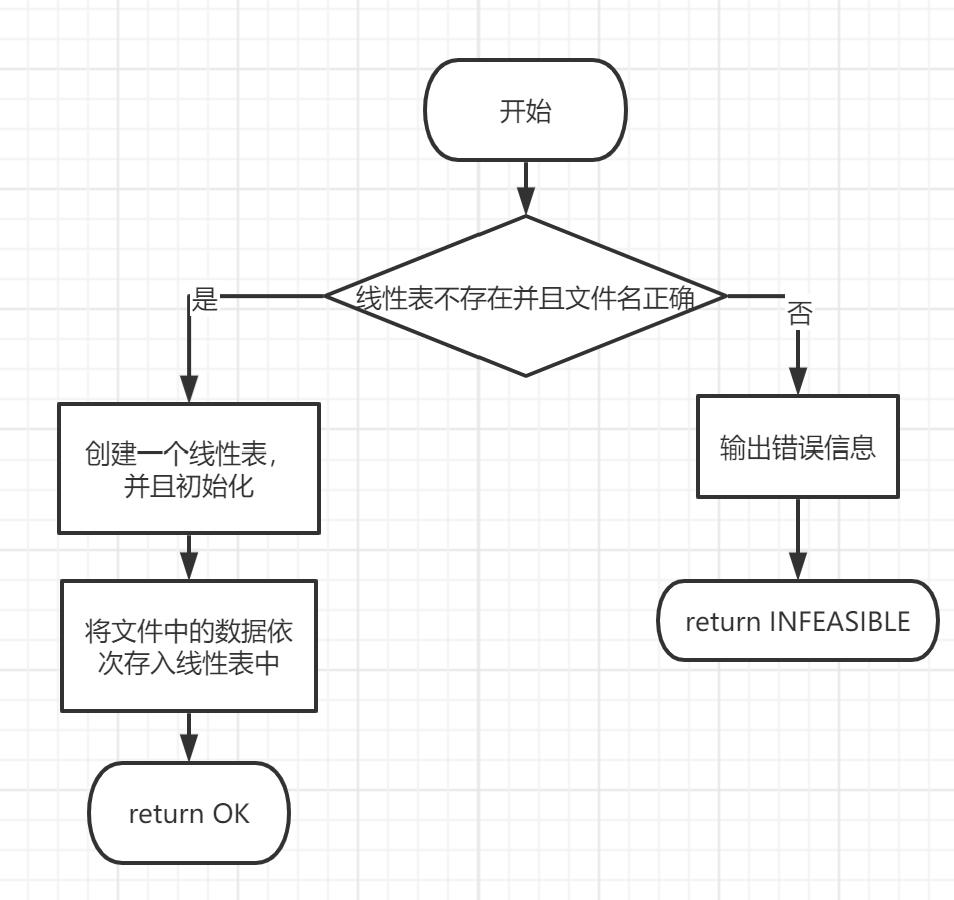 开始
线性表不存在并且文件名正确
是
否
创建一个线性表，
并且初始化
输出错误信息
将文件中的数据依
次存入线性表中
return INFEASIBLE
return OK